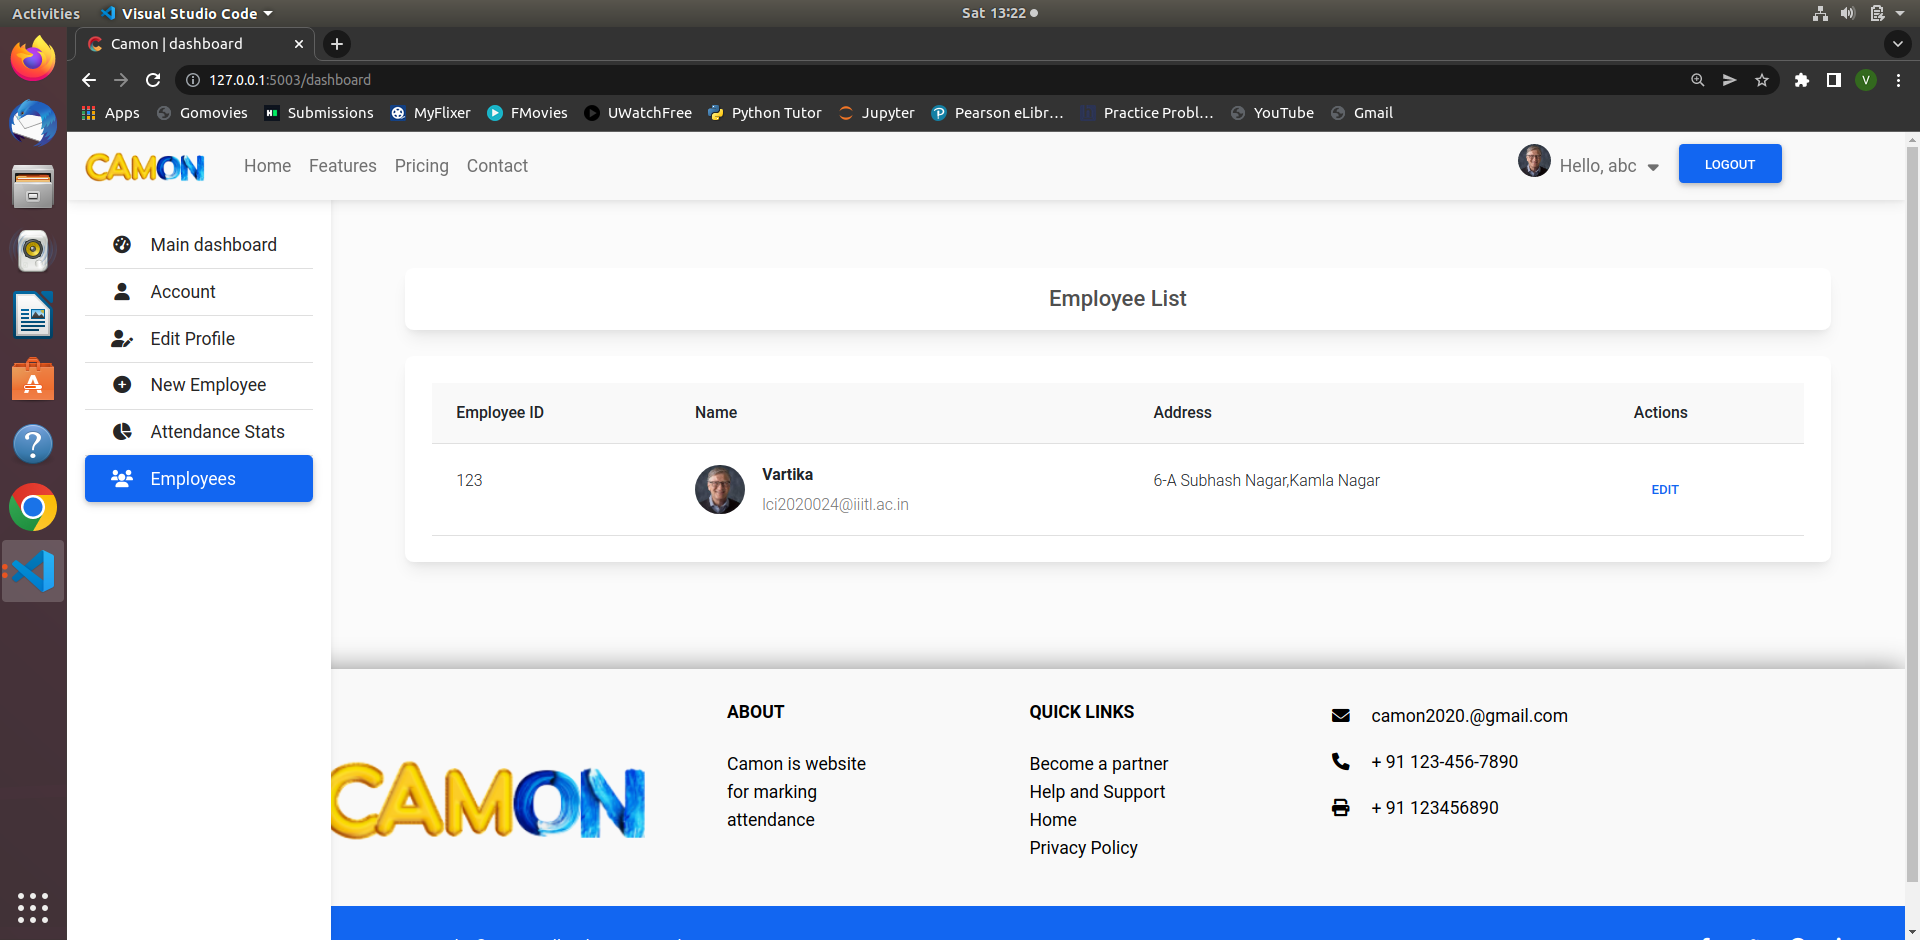 Activities Visual Studio Code Sat 13:22
Camon | dashboard
127.0.0.1:5003/dashboard V
Apps Gomovies Submissions MyFlixer FMovies UWatchFree Python Tutor Jupyter Pearson eLibr… Practice Probl… YouTube Gmail
CAMON Home Features Pricing Contact Hello, abc LOGOUT
Main dashboard
Account
Edit Profile
New Employee
Attendance Stats
Employees
Employee List
Employee ID Name Address Actions
123 Vartika 6-A Subhash Nagar,Kamla Nagar EDIT
lci2020024@iiitl.ac.in
CAMON
ABOUT
Camon is website
for marking
attendance
QUICK LINKS
Become a partner
Help and Support
Home
Privacy Policy
camon2020.@gmail.com
+ 91 123-456-7890
+ 91 123456890